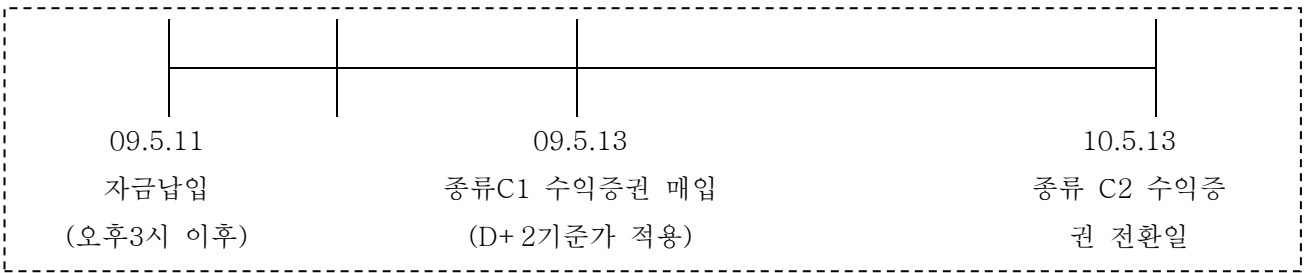 09.5.11 09.5.13 10.5.13
자금납입 종류C1 수익증권 매입 종류 C2 수익증
(오후3시 이후) (D+2기준가 적용) 권 전환일